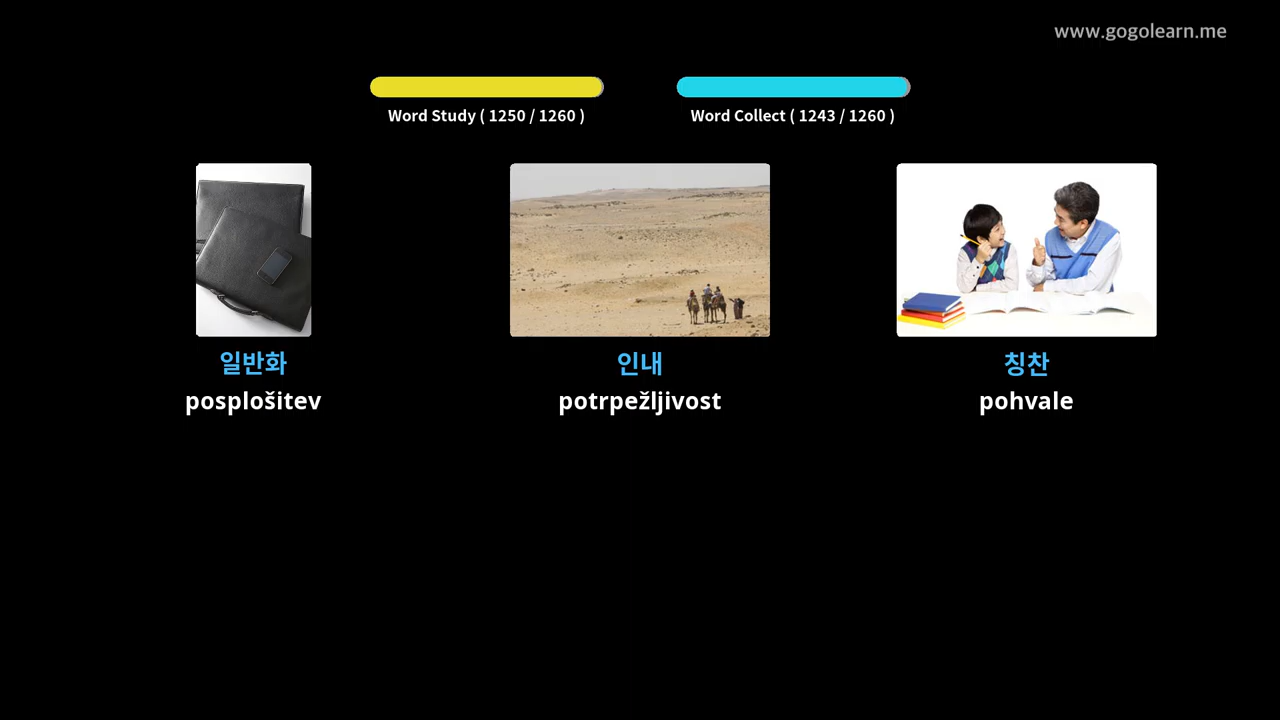 www.gogolearn.me
Word Study ( 1250 / 1260 )
Word Collect ( 1243 / 1260 )
일반화
인내
칭찬
posplošitev
potrpežljivost
pohvale